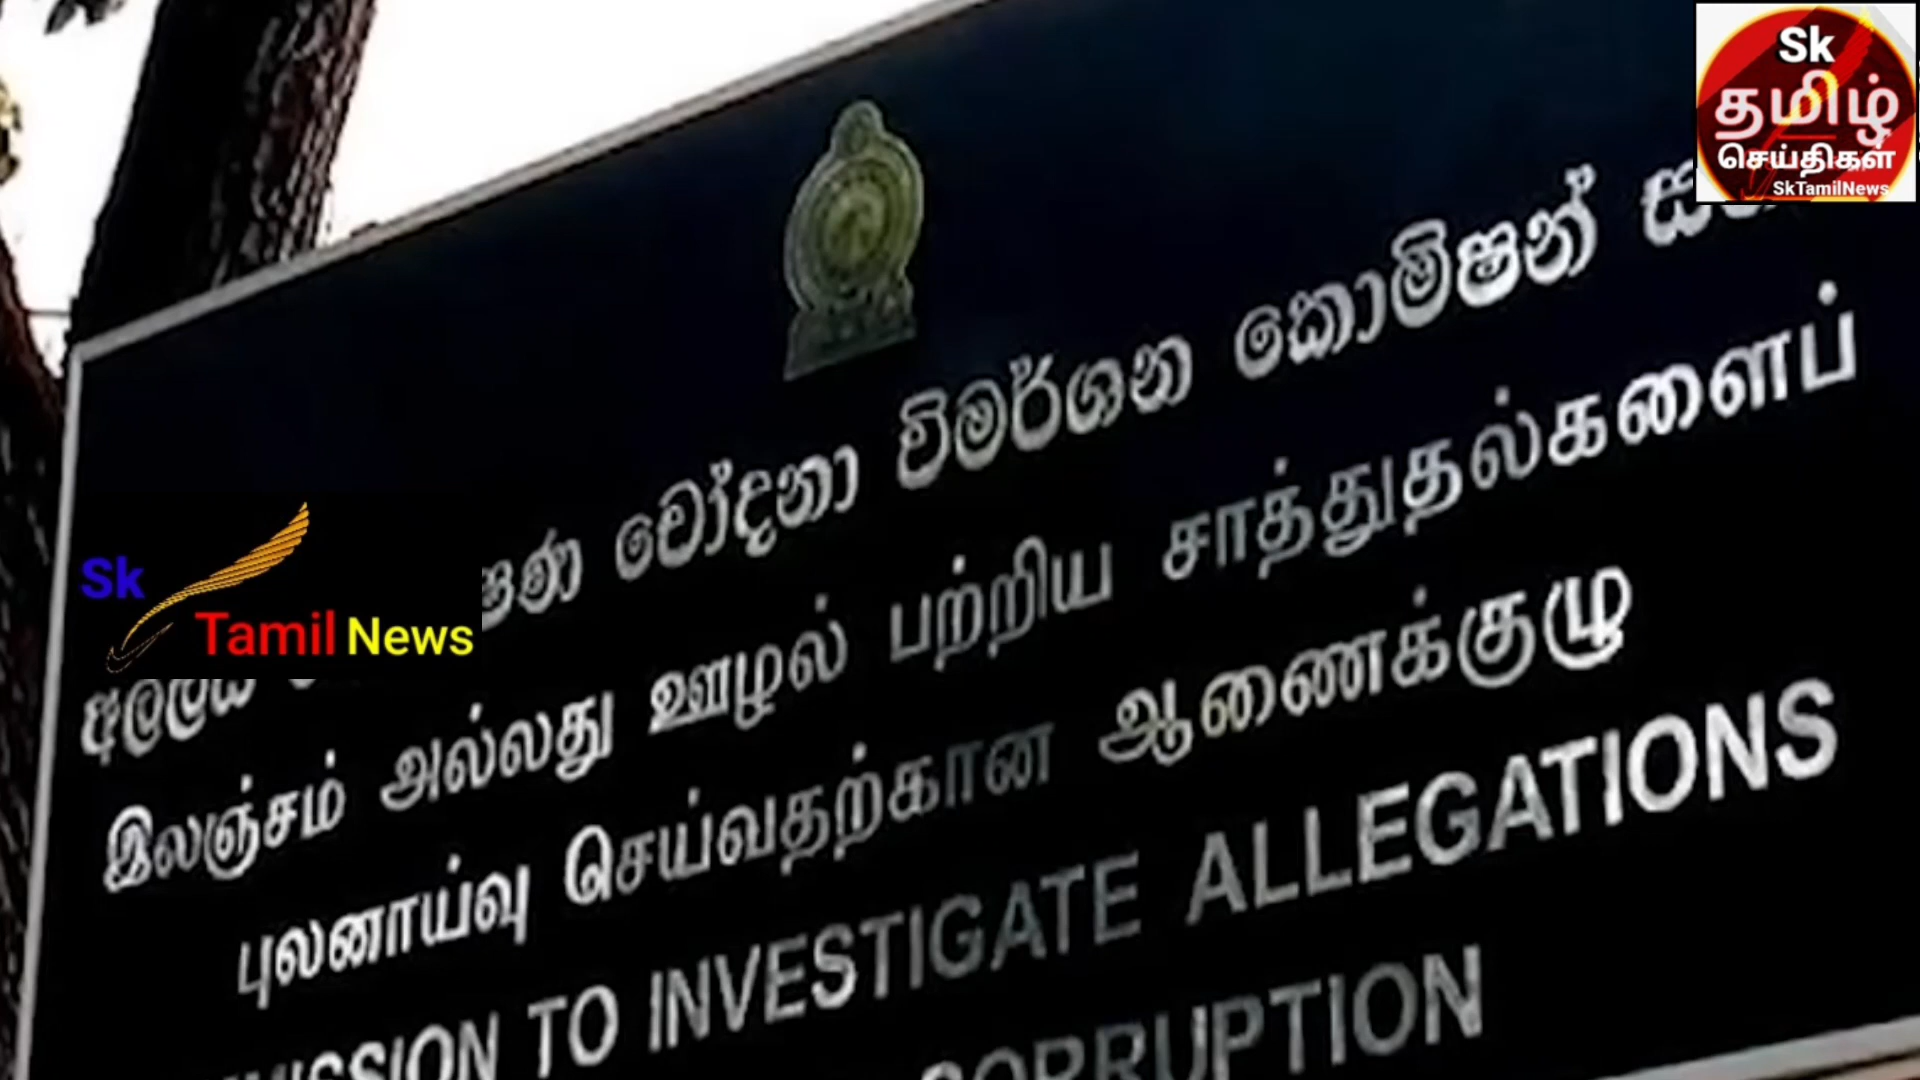 Sk
தமிழ்
செய்திகள்
SkTamilNews
Sk
Tamil News
චෝදනා විමර්ශන කොමිෂන්
இலஞ்சம் அல்லது ஊழல் பற்றிய சாத்துதல்களைப்
புலனாய்வு செய்வதற்கான ஆணைக்குழு
TO INVESTIGATE ALLEGATIONS
CORRUPTION